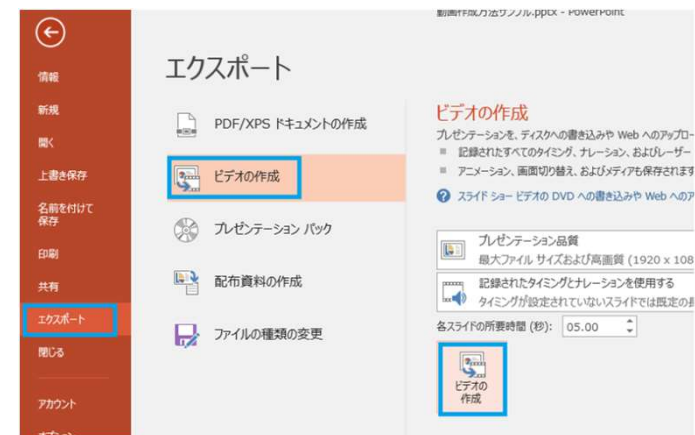 動画作成方法サンプル.pptx - PowerPoint
情報
新規
開く
上書き保存
名前を付けて
保存
印刷
共有
エクスポート
閉じる
アカウント
オプション
エクスポート
PDF/XPS ドキュメントの作成
ビデオの作成
プレゼンテーション パック
配布資料の作成
ファイルの種類の変更
ビデオの作成
プレゼンテーションを、ディスクへの書き込みや Web へのアップロー
記録されたすべてのタイミング、ナレーション、およびレーザー
アニメーション、画面切り替え、およびメディアも保存されます
スライド ショー ビデオの DVD への書き込みや Web へのア
プレゼンテーション品質
最大ファイル サイズおよび高画質 (1920 x 108
記録されたタイミングとナレーションを使用する
タイミングが設定されていないスライドでは既定の
各スライドの所要時間 (秒): 05.00
ビデオの
作成